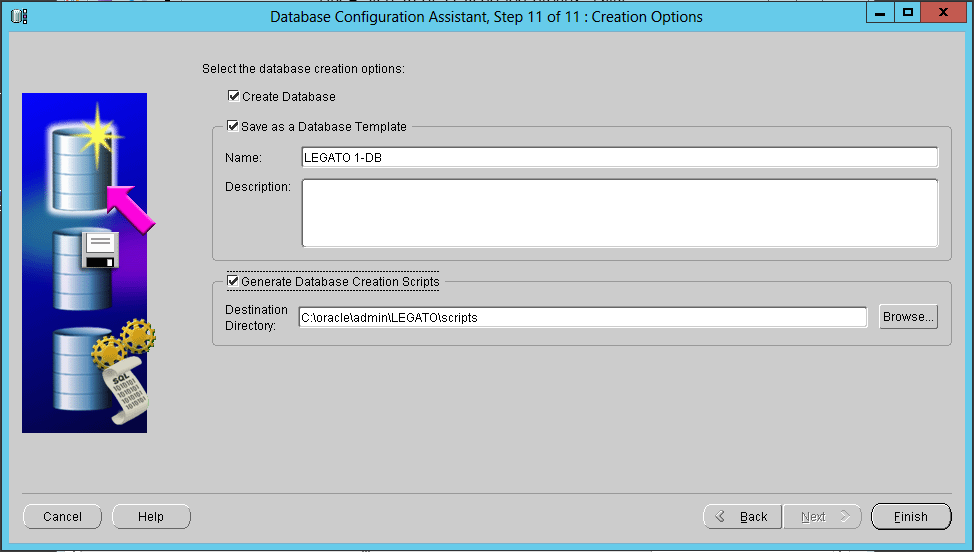 Database Configuration Assistant, Step 11 of 11 : Creation Options
Select the database creation options:
Create Database
Save as a Database Template
Name:
LEGATO 1-DB
Description:
Generate Database Creation Scripts
Destination
Directory:
C:\oracle\admin\LEGATO\scripts
Browse...
SQL
1010101
1010101
Cancel
Help
Back
Next
Finish